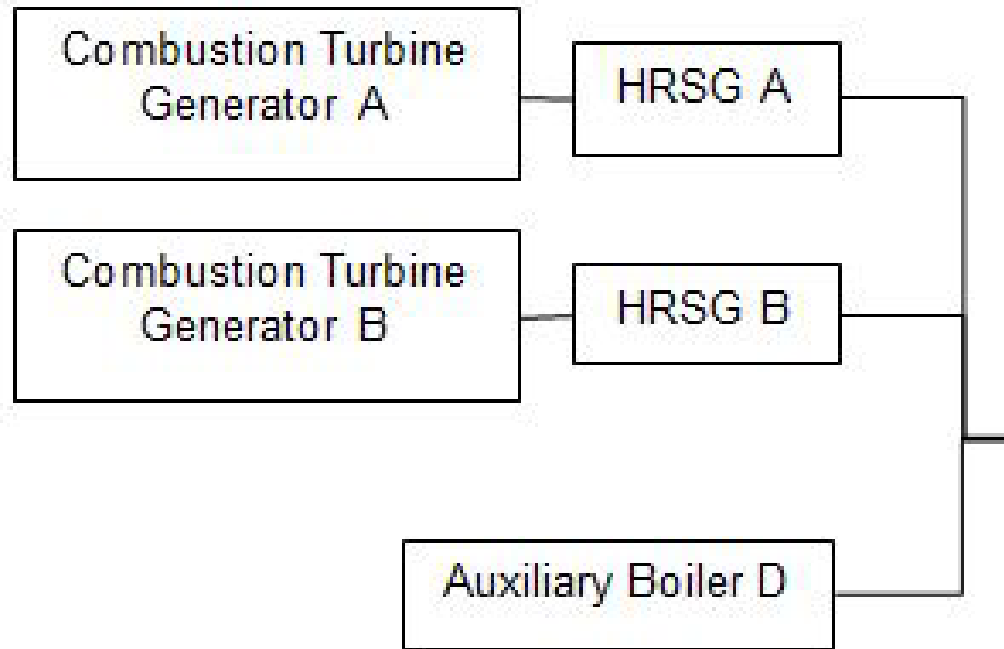 Combustion Turbine
Generator A
HRSG A
Combustion Turbine
Generator B
HRSG B
Auxiliary Boiler D